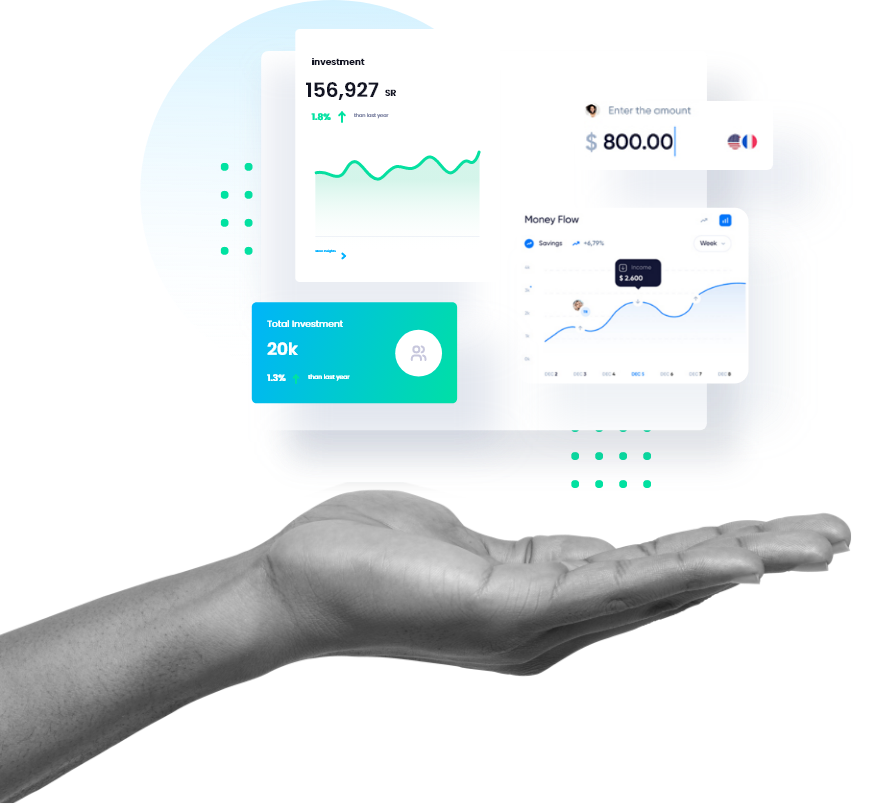 investment
156,927 SR
1.8% than last year
Enter the amount
$ 800.00
Money Flow
Savings +6,79% Week
Income
$ 2.600
DEC 2 DEC 3 DEC 4 DEC 5 DEC 6 DEC 7 DEC 8
Total Investment
20k
1.3% than last year